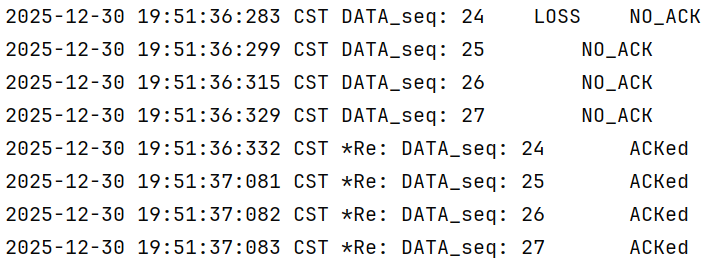 2025-12-30 19:51:36:283 CST DATA_seq: 24    LOSS    NO_ACK
2025-12-30 19:51:36:299 CST DATA_seq: 25        NO_ACK
2025-12-30 19:51:36:315 CST DATA_seq: 26        NO_ACK
2025-12-30 19:51:36:329 CST DATA_seq: 27        NO_ACK
2025-12-30 19:51:36:332 CST *Re: DATA_seq: 24       ACKed
2025-12-30 19:51:37:081 CST *Re: DATA_seq: 25       ACKed
2025-12-30 19:51:37:082 CST *Re: DATA_seq: 26       ACKed
2025-12-30 19:51:37:083 CST *Re: DATA_seq: 27       ACKed